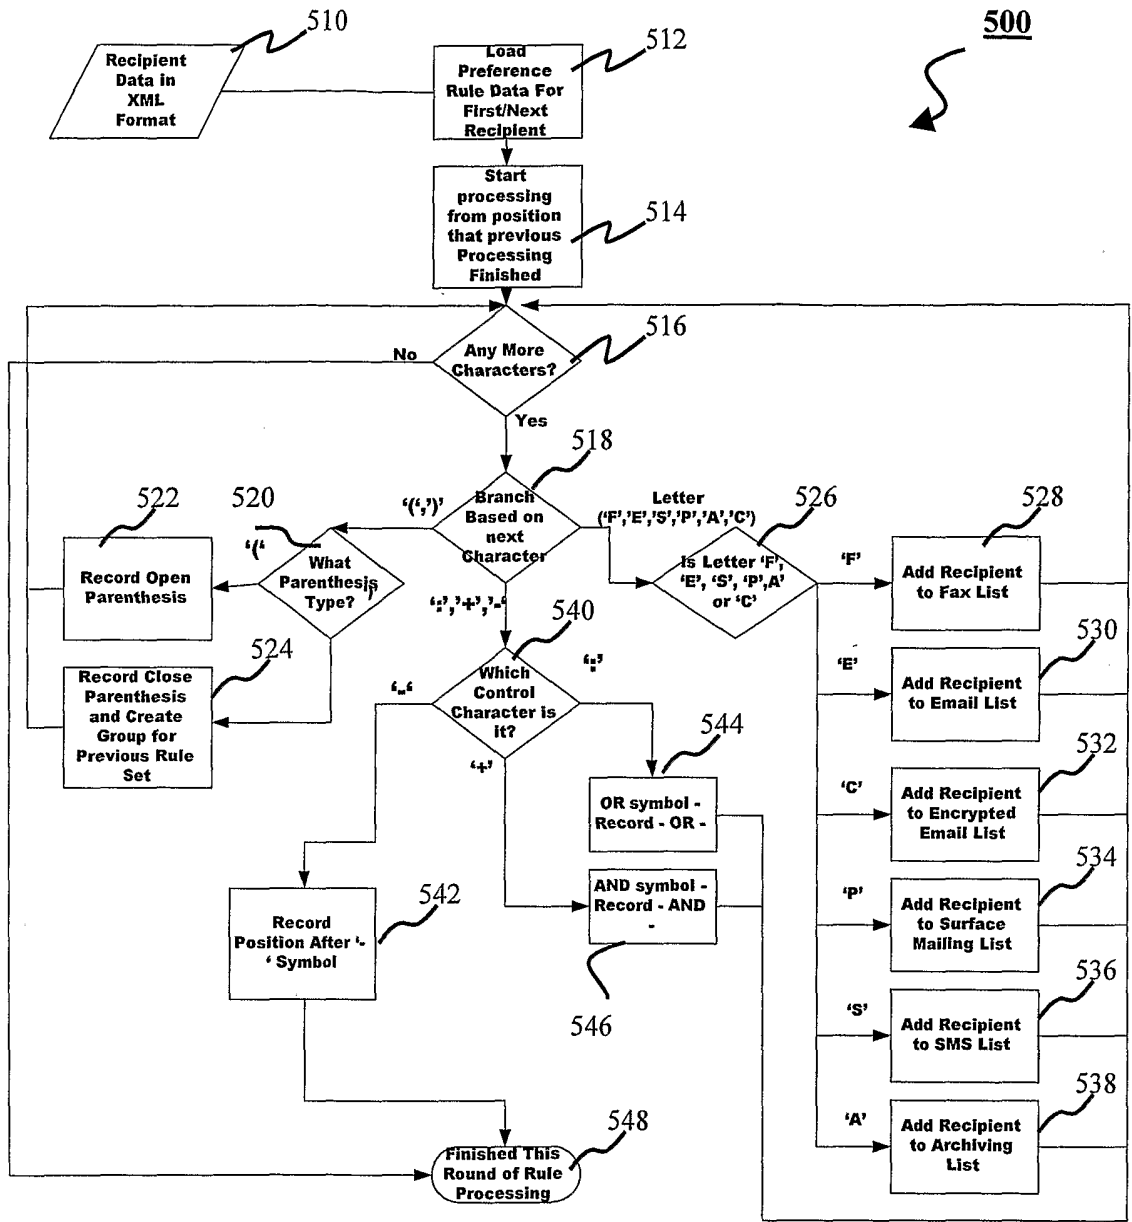 500
510
Recipient
Data in
XML
Format
512
Load
Preference
Rule Data For
First/Next
Recipient
514
Start
processing
from position
that previous
Processing
Finished
516
Any More
Characters?
No
Yes
518
Branch
Based on
next
Character
‘(‘,’)’
Letter
(‘F’,’E’,’S’,’P’,’A’,’C’)
‘:’,’+’,’-‘
520
What
Parenthesis
Type?
‘(‘
)’
522
Record Open
Parenthesis
524
Record Close
Parenthesis
and Create
Group for
Previous Rule
Set
526
Is Letter ‘F’,
‘E’, ‘S’, ‘P’,A’
or ‘C’
‘F’
528
Add Recipient
to Fax List
‘E’
530
Add Recipient
to Email List
‘C’
532
Add Recipient
to Encrypted
Email List
‘P’
534
Add Recipient
to Surface
Mailing List
‘S’
536
Add Recipient
to SMS List
‘A’
538
Add Recipient
to Archiving
List
540
Which
Control
Character is
it?
‘-‘
‘+’
‘:’
542
Record
Position After ‘-
‘ Symbol
544
OR symbol -
Record - OR -
AND symbol -
Record - AND
-
546
548
Finished This
Round of Rule
Processing